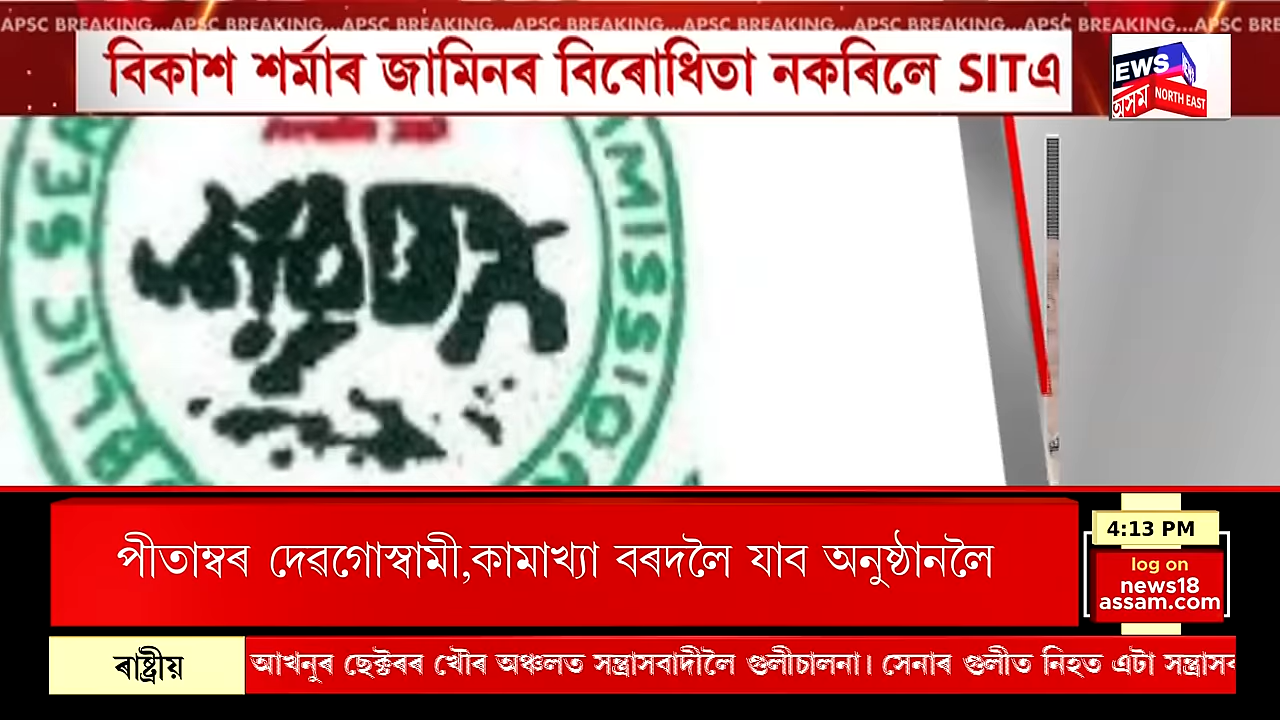 APSC BREAKING...APSC BREAKING...APSC BREAKING...APSC BREAKING...APSC BREAKING...APSC BREAKING...APSC BREAKING...APSC BREAKING...
বিকাশ শৰ্মাৰ জামিনৰ বিৰোধিতা নকৰিলে SITএ
EWS
অসম NORTH EAST
পীতাম্বৰ দেৱগোস্বামী,কামাখ্যা বৰদলৈ যাব অনুষ্ঠানলৈ
4:13 PM
log on
news18
assam.com
ৰাষ্ট্ৰীয়
আখনুৰ ছেক্টৰৰ খৌৰ অঞ্চলত সন্ত্ৰাসবাদীলৈ গুলীচালনা। সেনাৰ গুলীত নিহত এটা